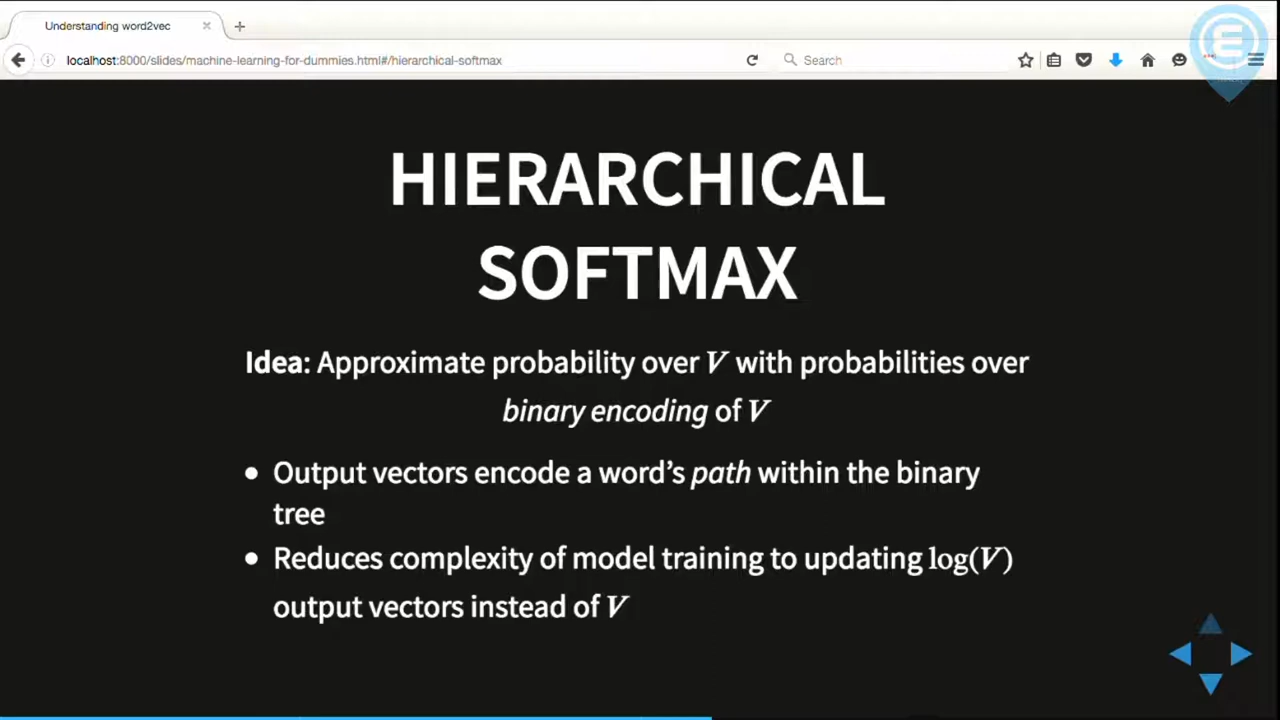 Understanding word2vec
localhost:8000/slides/machine-learning-for-dummies.html#/hierarchical-softmax
Search
HIERARCHICAL
SOFTMAX
Idea: Approximate probability over V with probabilities over
binary encoding of V
• Output vectors encode a word's path within the binary
tree
• Reduces complexity of model training to updating log(V)
output vectors instead of V